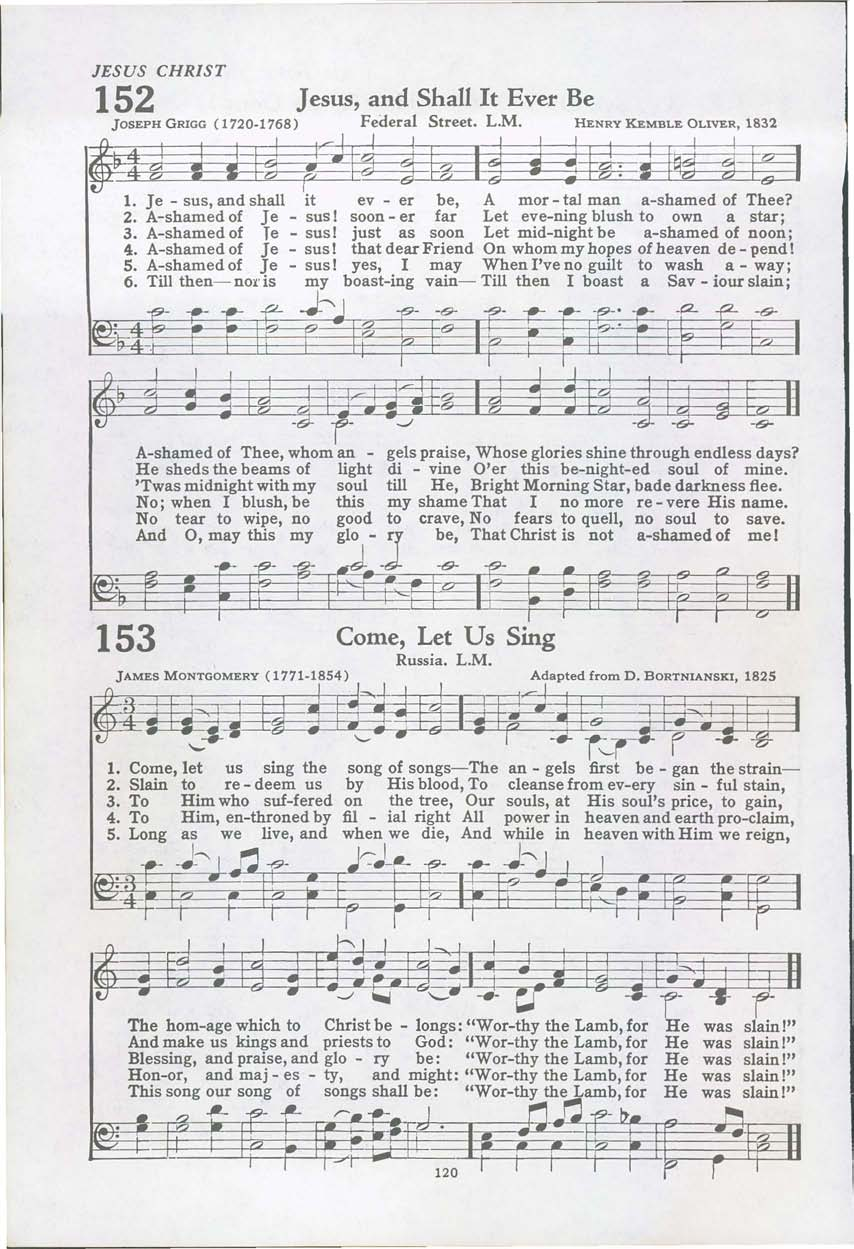 JESUS CHRIST
152 Jesus, and Shall It Ever Be
JOSEPH GRIGG (1720-1768) Federal Street. L.M. HENRY KEMBLE OLIVER, 1832
1. Je - sus, and shall it ev - er be, A mor - tal man a-shamed of Thee?
2. A-shamed of Je - sus! soon - er far Let eve-ning blush to own a star;
3. A-shamed of Je - sus! just as soon Let mid-night be a-shamed of noon;
4. A-shamed of Je - sus! that dear Friend On whom my hopes of heaven de - pend!
5. A-shamed of Je - sus! yes, I may When I've no guilt to wash a - way;
6. Till then—nor is my boast-ing vain—Till then I boast a Sav - iour slain;
A-shamed of Thee, whom an - gels praise, Whose glories shine through endless days?
He sheds the beams of light di - vine O'er this be-night-ed soul of mine.
'Twas midnight with my soul till He, Bright Morning Star, bade darkness flee.
No; when I blush, be this my shame That I no more re - vere His name.
No tear to wipe, no good to crave, No fears to quell, no soul to save.
And O, may this my glo - ry be, That Christ is not a-shamed of me!
153 Come, Let Us Sing
Russia. L.M.
JAMES MONTGOMERY (1771-1854) Adapted from D. BORTNIANSKI, 1825
1. Come, let us sing the song of songs—The an - gels first be - gan the strain—
2. Slain to re - deem us by His blood, To cleanse from ev-ery sin - ful stain,
3. To Him who suf-fered on the tree, Our souls, at His soul's price, to gain,
4. To Him, en-throned by fil - ial right All power in heaven and earth pro-claim,
5. Long as we live, and when we die, And while in heaven with Him we reign,
The hom-age which to Christ be - longs: "Wor-thy the Lamb, for He was slain!"
And make us kings and priests to God: "Wor-thy the Lamb, for He was slain!"
Blessing, and praise, and glo - ry be: "Wor-thy the Lamb, for He was slain!"
Hon-or, and maj - es - ty, and might: "Wor-thy the Lamb, for He was slain!"
This song our song of songs shall be: "Wor-thy the Lamb, for He was slain!"
120